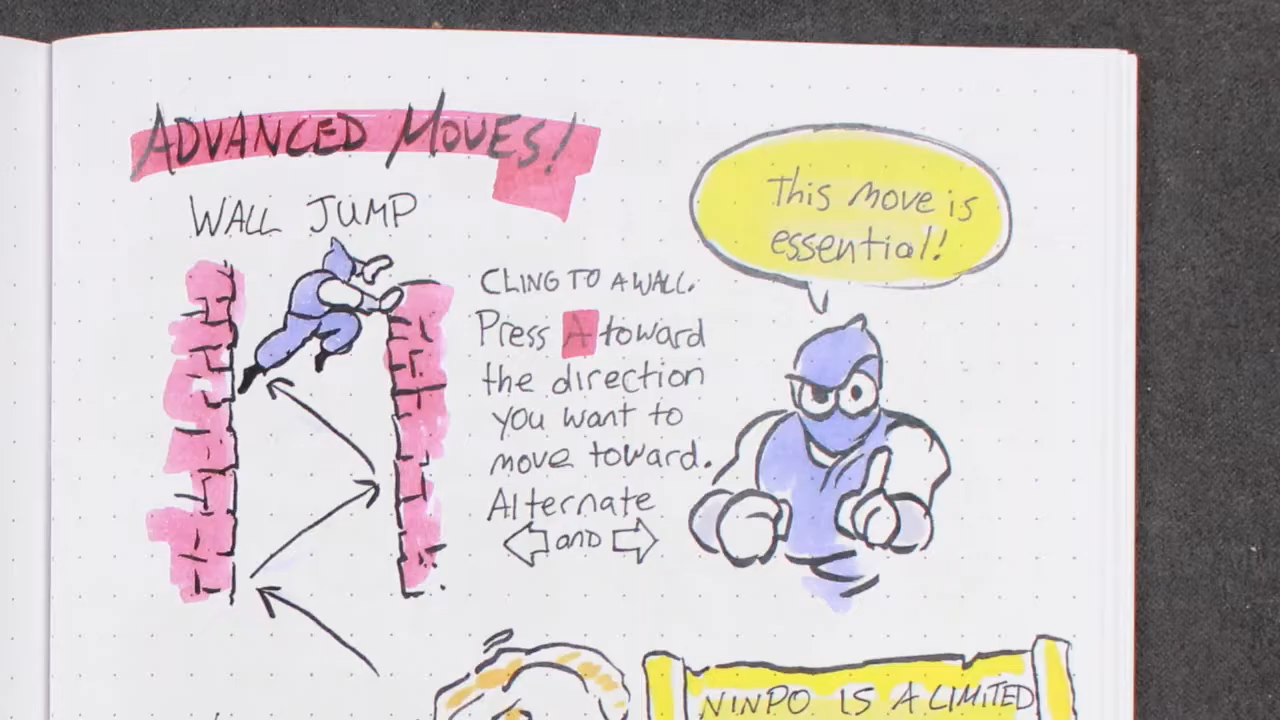 ADVANCED MOVES!
WALL JUMP
This move is
essential!
CLING TO A WALL.
Press A toward
the direction
you want to
move toward.
Alternate
and
NINPO IS A LIMITED